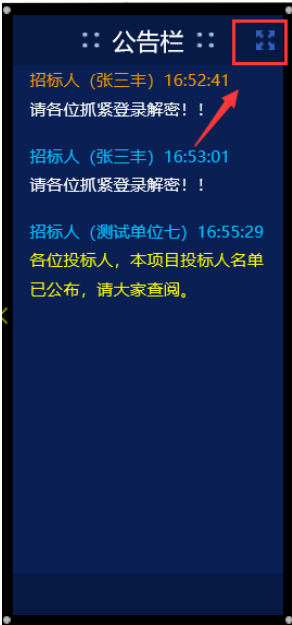 公告栏
招标人（张三丰）16:52:41
请各位抓紧登录解密！！
招标人（张三丰）16:53:01
请各位抓紧登录解密！！
招标人（测试单位七）16:55:29
各位投标人，本项目投标人名单
已公布，请大家查阅。